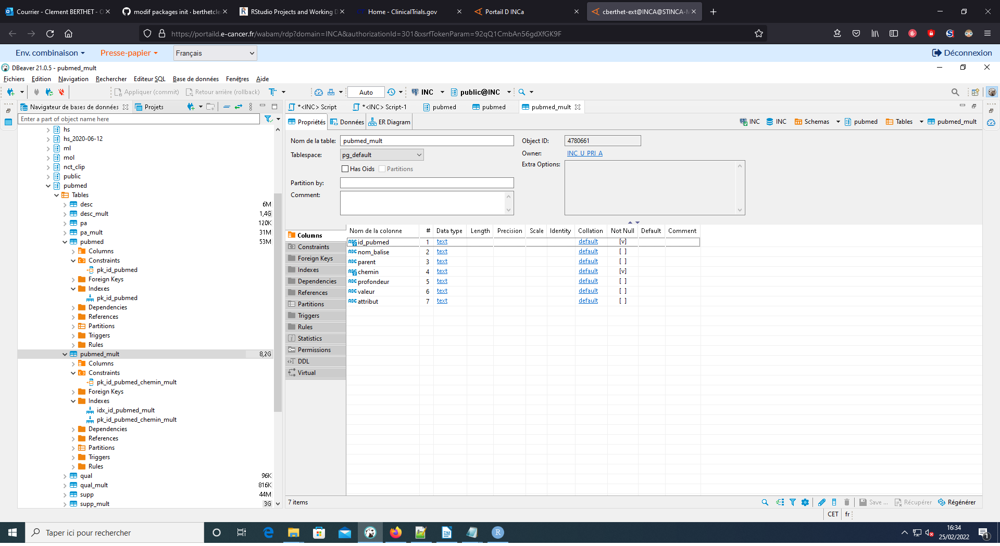 Courrier - Clement BERTHET - O
modif packages init · berthetcle
RStudio Projects and Working D
Home - ClinicalTrials.gov
Portail D INCa
cberthet-ext@INCA@STINCA-M
https://portaild.e-cancer.fr/wabam/rdp?domain=INCA&authorizationId=301&xsrfTokenParam=92qQ1CmbAn56gdXfGK9F
Env. combinaison
Presse-papier
Français
Déconnexion
DBeaver 21.0.5 - pubmed_mult
Fichiers Edition Navigation Rechercher Editeur SQL Base de données Fenêtres Aide
Appliquer (commit) Retour arrière (rollback) Auto INC public@INC
Navigateur de bases de données Projets
*<INC> Script *<INC> Script-1 pubmed pubmed pubmed_mult
Enter a part of object name here
Propriétés Données ER Diagram
INC INC Schemas pubmed Tables pubmed_mult
hs
hs_2020-06-12
ml
mol
nct_clip
public
pubmed
Tables
desc 6M
desc_mult 1,4G
pa 120K
pa_mult 31M
pubmed 53M
Columns
Constraints
pk_id_pubmed
Foreign Keys
Indexes
pk_id_pubmed
Dependencies
References
Partitions
Triggers
Rules
pubmed_mult 8,2G
Columns
Constraints
pk_id_pubmed_chemin_mult
Foreign Keys
Indexes
idx_id_pubmed_mult
pk_id_pubmed_chemin_mult
Dependencies
References
Partitions
Triggers
Rules
qual 96K
qual_mult 816K
supp 44M
supp_mult 3G
Nom de la table: pubmed_mult
Tablespace: pg_default
Has Oids Partitions
Partition by:
Comment:
Object ID: 4780661
Owner: INC_U_PRI_A
Extra Options:
Columns
Constraints
Foreign Keys
Indexes
Dependencies
References
Partitions
Triggers
Rules
Statistics
Permissions
DDL
Virtual
Nom de la colonne # Data type Length Precision Scale Identity Collation Not Null Default Comment
id_pubmed 1 text default [v]
nom_balise 2 text default [ ]
parent 3 text default [ ]
chemin 4 text default [v]
profondeur 5 text default [ ]
valeur 6 text default [ ]
attribut 7 text default [ ]
7 items
Save ... Récupérer Régénérer
CET fr
Taper ici pour rechercher
16:34
25/02/2022
1